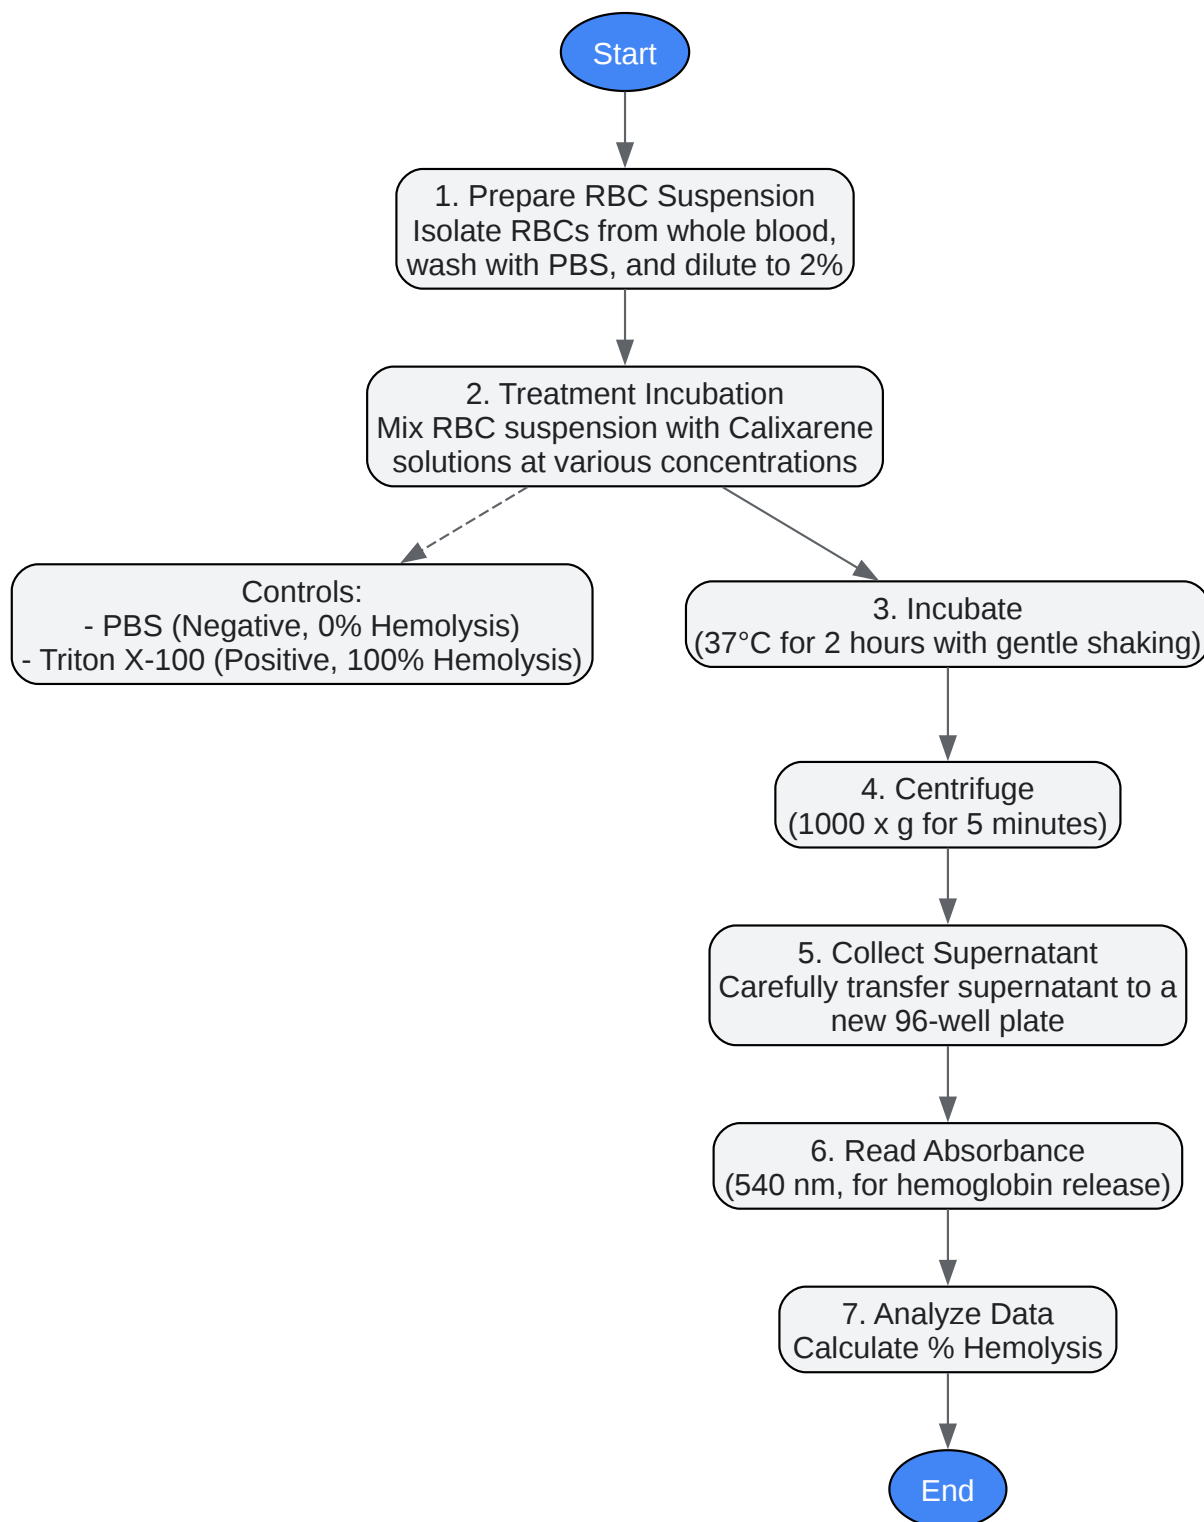 Start
1. Prepare RBC Suspension
Isolate RBCs from whole blood,
wash with PBS, and dilute to 2%
2. Treatment Incubation
Mix RBC suspension with Calixarene
solutions at various concentrations
Controls:
- PBS (Negative, 0% Hemolysis)
- Triton X-100 (Positive, 100% Hemolysis)
3. Incubate
(37°C for 2 hours with gentle shaking)
4. Centrifuge
(1000 x g for 5 minutes)
5. Collect Supernatant
Carefully transfer supernatant to a
new 96-well plate
6. Read Absorbance
(540 nm, for hemoglobin release)
7. Analyze Data
Calculate % Hemolysis
End